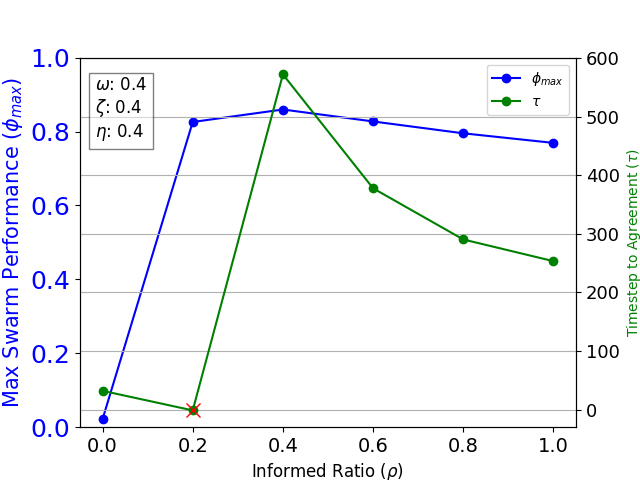 ω: 0.4
ζ: 0.4
η: 0.4
ϕ_max
τ
Max Swarm Performance (ϕ_max)
1.0
0.8
0.6
0.4
0.2
0.0
600
500
400
300
200
100
0
Timestep to Agreement (τ)
0.0 0.2 0.4 0.6 0.8 1.0
Informed Ratio (ρ)